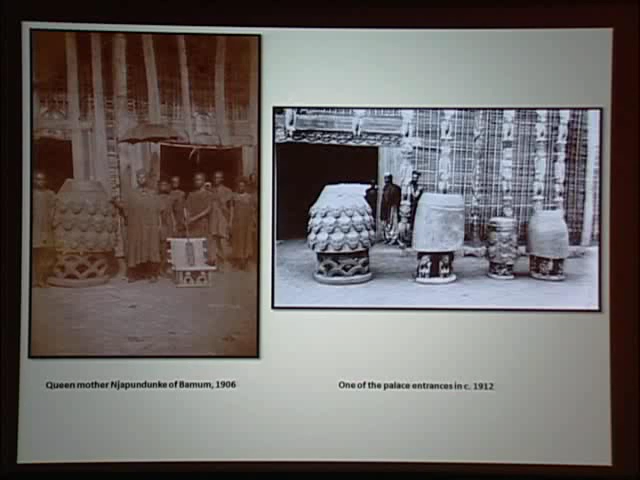 Queen mother Njapundunke of Bamum, 1906
One of the palace entrances in c. 1912